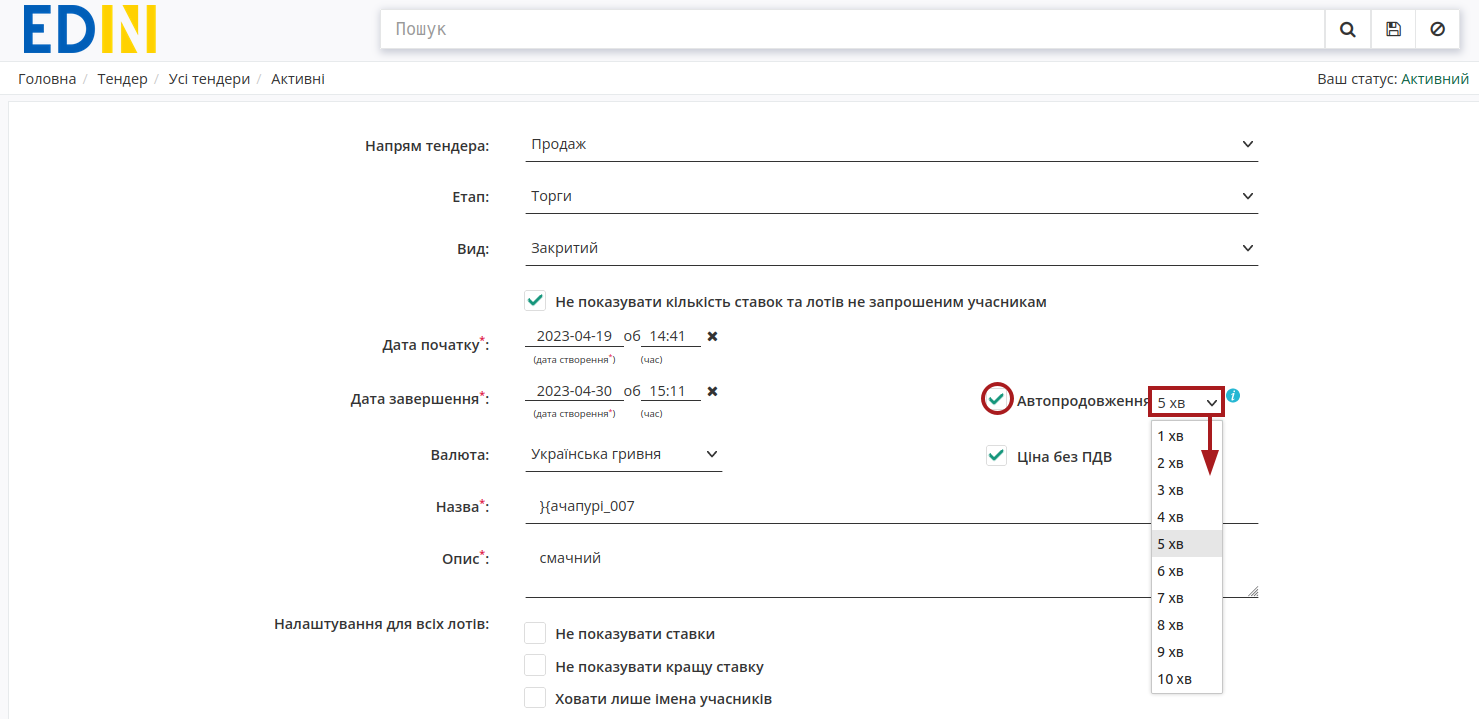 EDIN
Пошук
Головна / Тендер / Усі тендери / Активні
Ваш статус: Активний
Напрям тендера: Продаж
Етап: Торги
Вид: Закритий
Не показувати кількість ставок та лотів не запрошеним учасникам
Дата початку*: 2023-04-19 об 14:41
(дата створення*) (час)
Дата завершення*: 2023-04-30 об 15:11
(дата створення*) (час)
Автопродовження 5 хв
1 хв
2 хв
3 хв
4 хв
5 хв
6 хв
7 хв
8 хв
9 хв
10 хв
Валюта: Українська гривня
Ціна без ПДВ
Назва*: }{ачапурі_007
Опис*: смачний
Налаштування для всіх лотів:
Не показувати ставки
Не показувати кращу ставку
Ховати лише імена учасників